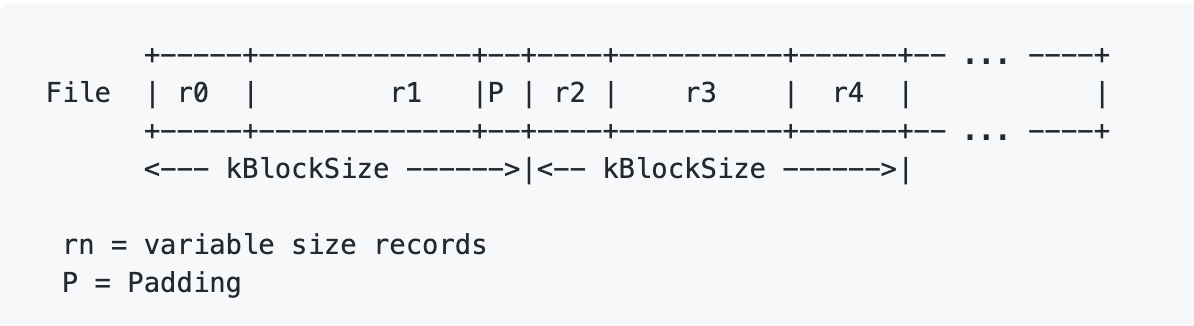 +-----+-------------+--+----+----------+------+-- ... ----+
 File  | r0  |        r1   |P | r2 |    r3    |  r4  |           |
       +-----+-------------+--+----+----------+------+-- ... ----+
       <--- kBlockSize ------>|<-- kBlockSize ------>|

  rn = variable size records
  P = Padding